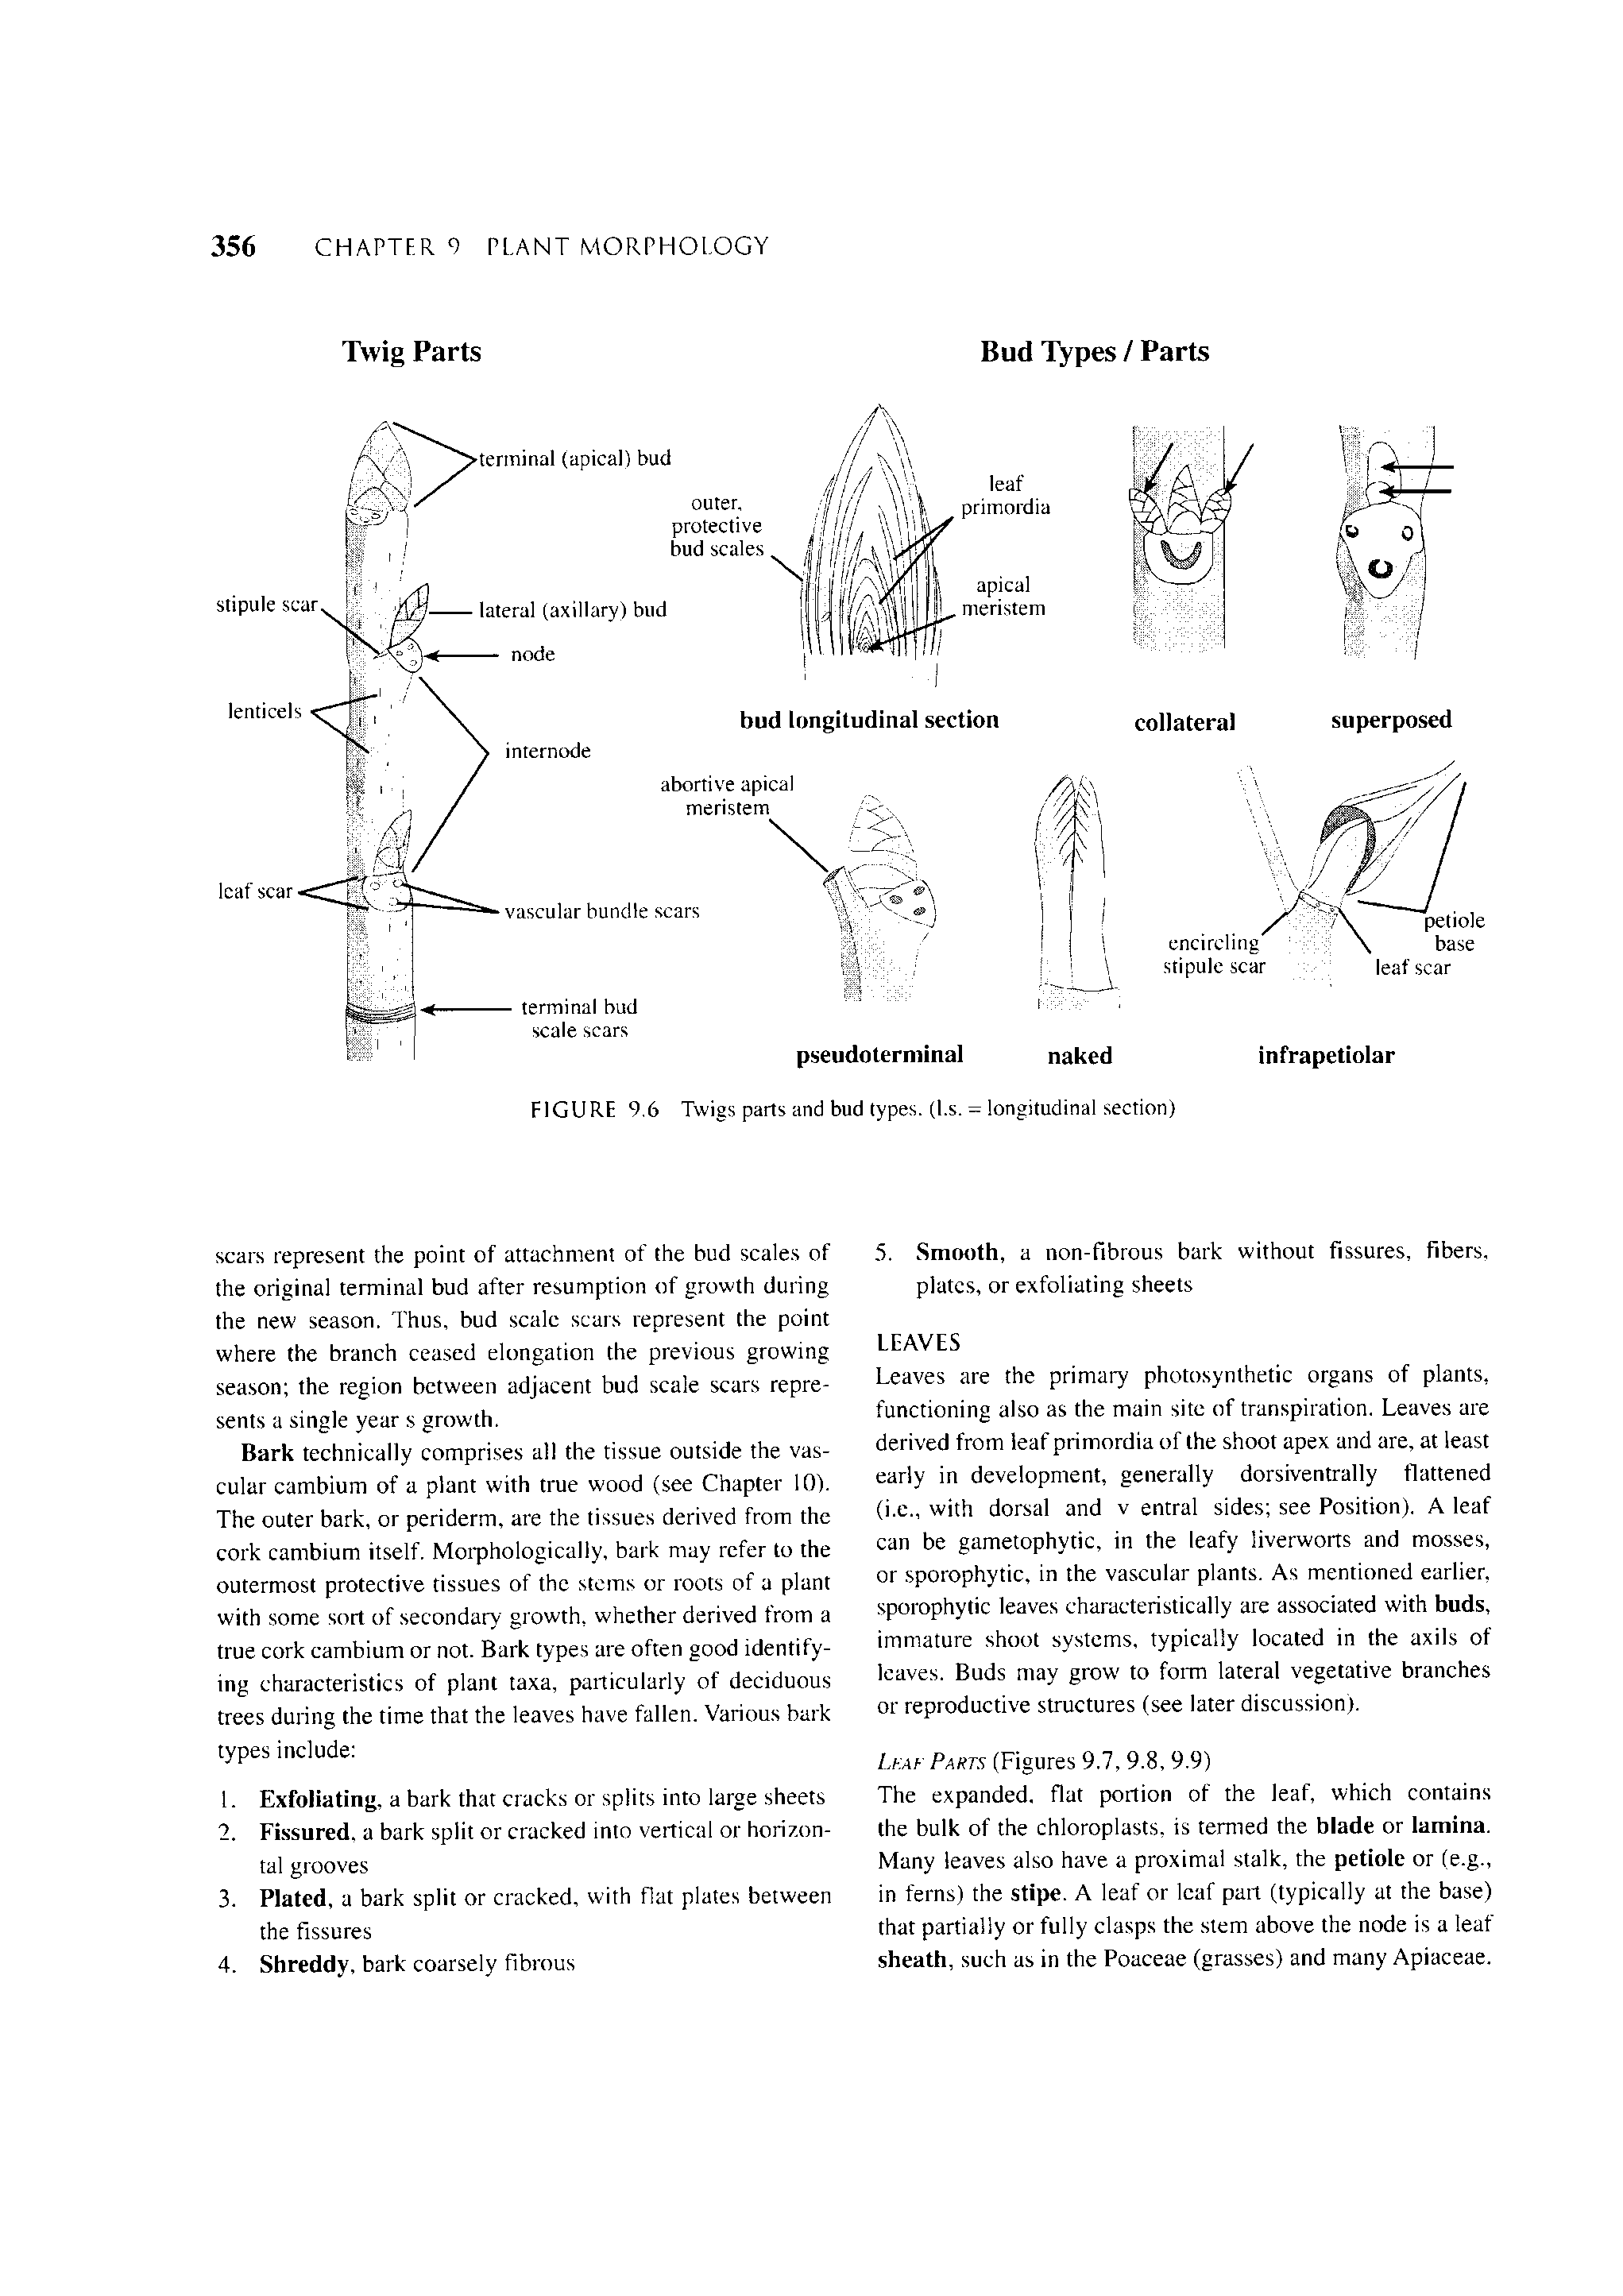 356 CHAPTER 9 PLANT MORPHOLOGY
Twig Parts
terminal (apical) bud
stipule scar
lateral (axillary) bud
node
lenticels
internode
leaf scar
vascular bundle scars
terminal bud
scale scars
Bud Types / Parts
outer,
protective
bud scales
leaf
primordia
apical
meristem
bud longitudinal section
collateral
superposed
abortive apical
meristem
pseudoterminal
naked
encircling
stipule scar
petiole
base
leaf scar
infrapetiolar
FIGURE 9.6 Twigs parts and bud types. (l.s. = longitudinal section)
scars represent the point of attachment of the bud scales of
the original terminal bud after resumption of growth during
the new season. Thus, bud scale scars represent the point
where the branch ceased elongation the previous growing
season; the region between adjacent bud scale scars repre-
sents a single year s growth.
Bark technically comprises all the tissue outside the vas-
cular cambium of a plant with true wood (see Chapter 10).
The outer bark, or periderm, are the tissues derived from the
cork cambium itself. Morphologically, bark may refer to the
outermost protective tissues of the stems or roots of a plant
with some sort of secondary growth, whether derived from a
true cork cambium or not. Bark types are often good identify-
ing characteristics of plant taxa, particularly of deciduous
trees during the time that the leaves have fallen. Various bark
types include:
1. Exfoliating, a bark that cracks or splits into large sheets
2. Fissured, a bark split or cracked into vertical or horizon-
tal grooves
3. Plated, a bark split or cracked, with flat plates between
the fissures
4. Shreddy, bark coarsely fibrous
5. Smooth, a non-fibrous bark without fissures, fibers,
plates, or exfoliating sheets
LEAVES
Leaves are the primary photosynthetic organs of plants,
functioning also as the main site of transpiration. Leaves are
derived from leaf primordia of the shoot apex and are, at least
early in development, generally dorsiventrally flattened
(i.e., with dorsal and v entral sides; see Position). A leaf
can be gametophytic, in the leafy liverworts and mosses,
or sporophytic, in the vascular plants. As mentioned earlier,
sporophytic leaves characteristically are associated with buds,
immature shoot systems, typically located in the axils of
leaves. Buds may grow to form lateral vegetative branches
or reproductive structures (see later discussion).
LEAF PARTS (Figures 9.7, 9.8, 9.9)
The expanded, flat portion of the leaf, which contains
the bulk of the chloroplasts, is termed the blade or lamina.
Many leaves also have a proximal stalk, the petiole or (e.g.,
in ferns) the stipe. A leaf or leaf part (typically at the base)
that partially or fully clasps the stem above the node is a leaf
sheath, such as in the Poaceae (grasses) and many Apiaceae.